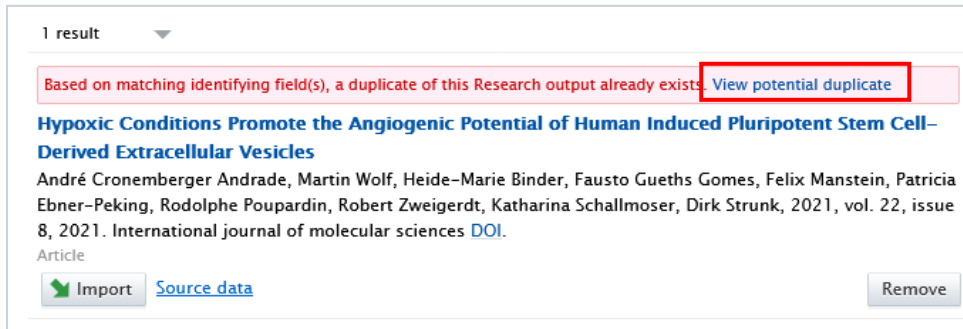 1 result
Based on matching identifying field(s), a duplicate of this Research output already exists. View potential duplicate
Hypoxic Conditions Promote the Angiogenic Potential of Human Induced Pluripotent Stem Cell-
Derived Extracellular Vesicles
André Cronemberger Andrade, Martin Wolf, Heide-Marie Binder, Fausto Gueths Gomes, Felix Manstein, Patricia
Ebner-Peking, Rodolphe Poupardin, Robert Zweigerdt, Katharina Schallmoser, Dirk Strunk, 2021, vol. 22, issue
8, 2021. International journal of molecular sciences DOI.
Article
Import Source data Remove